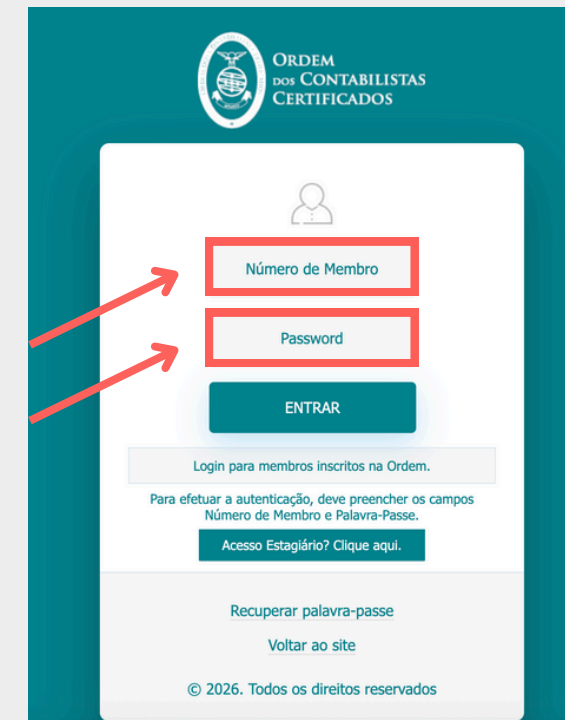 Ordem
dos Contabilistas
Certificados
Número de Membro
Password
ENTRAR
Login para membros inscritos na Ordem.
Para efetuar a autenticação, deve preencher os campos
Número de Membro e Palavra-Passe.
Acesso Estagiário? Clique aqui.
Recuperar palavra-passe
Voltar ao site
© 2026. Todos os direitos reservados